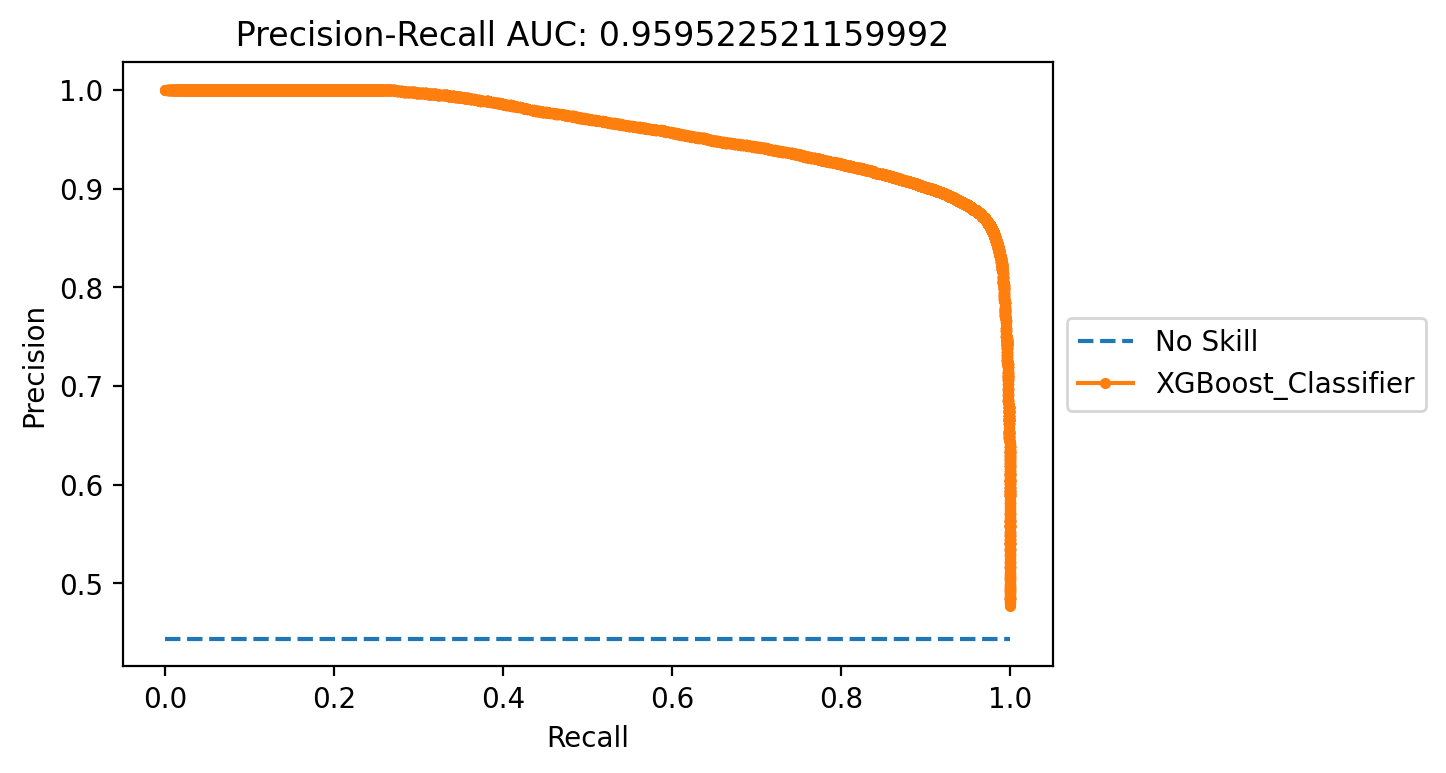 Precision-Recall AUC: 0.959522521159992
1.0
0.9
0.8
0.7
0.6
0.5
Precision
0.0 0.2 0.4 0.6 0.8 1.0
Recall
No Skill
XGBoost_Classifier